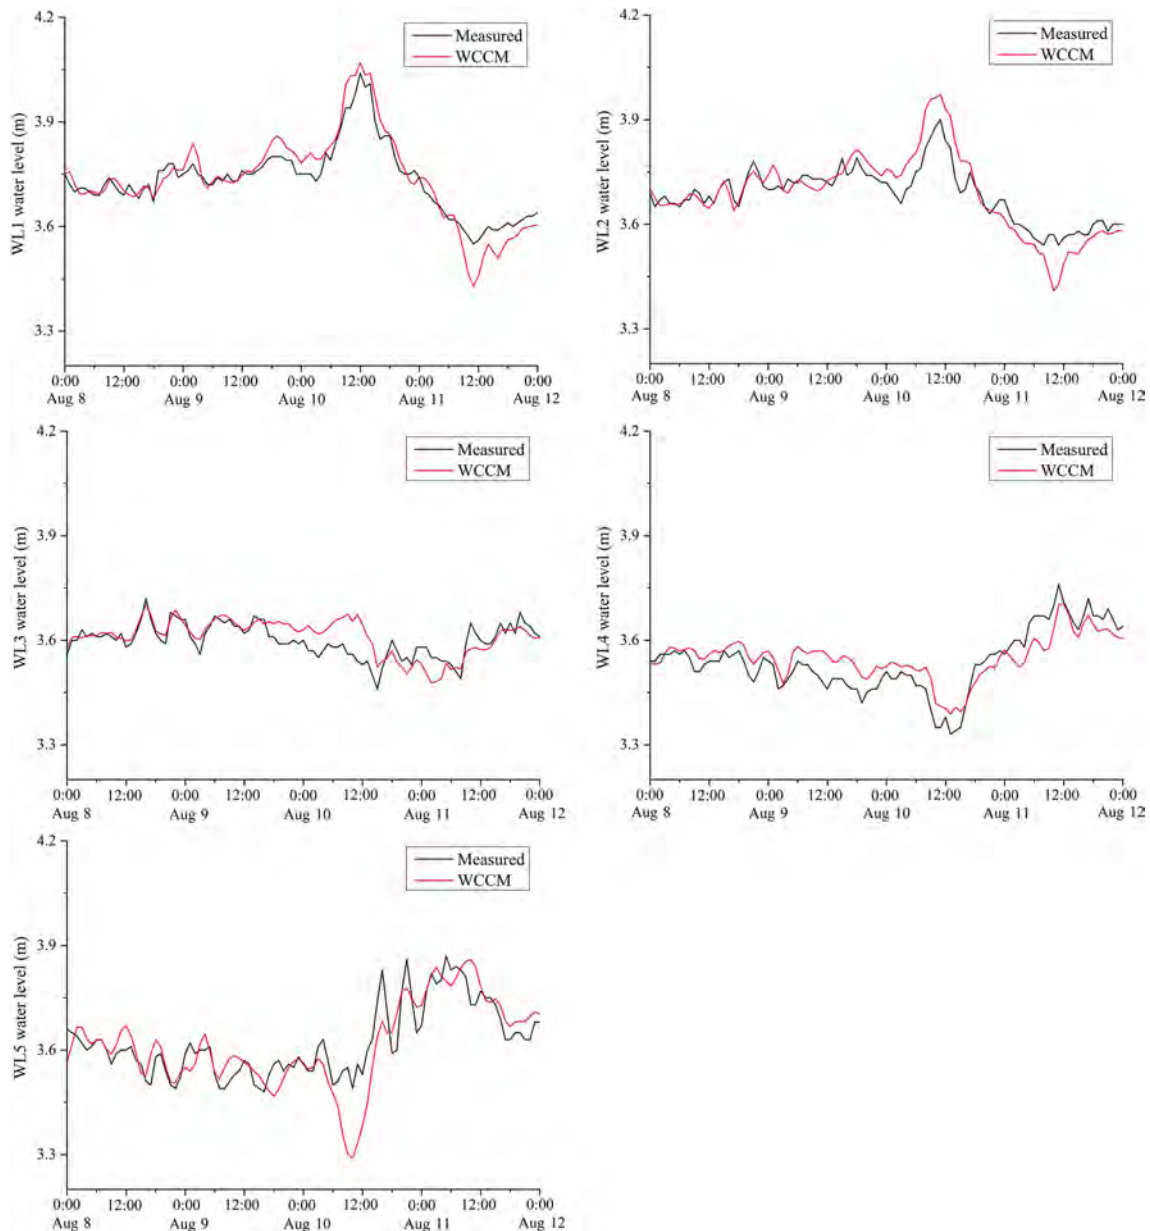 4.2
3.9
3.6
3.3
WL1 water level (m)
Measured
WCCM
0:00 12:00 0:00 12:00 0:00 12:00 0:00 12:00 0:00
Aug 8 Aug 9 Aug 10 Aug 11 Aug 12
4.2
3.9
3.6
3.3
WL2 water level (m)
Measured
WCCM
0:00 12:00 0:00 12:00 0:00 12:00 0:00 12:00 0:00
Aug 8 Aug 9 Aug 10 Aug 11 Aug 12
4.2
3.9
3.6
3.3
WL3 water level (m)
Measured
WCCM
0:00 12:00 0:00 12:00 0:00 12:00 0:00 12:00 0:00
Aug 8 Aug 9 Aug 10 Aug 11 Aug 12
4.2
3.9
3.6
3.3
WL4 water level (m)
Measured
WCCM
0:00 12:00 0:00 12:00 0:00 12:00 0:00 12:00 0:00
Aug 8 Aug 9 Aug 10 Aug 11 Aug 12
4.2
3.9
3.6
3.3
WL5 water level (m)
Measured
WCCM
0:00 12:00 0:00 12:00 0:00 12:00 0:00 12:00 0:00
Aug 8 Aug 9 Aug 10 Aug 11 Aug 12